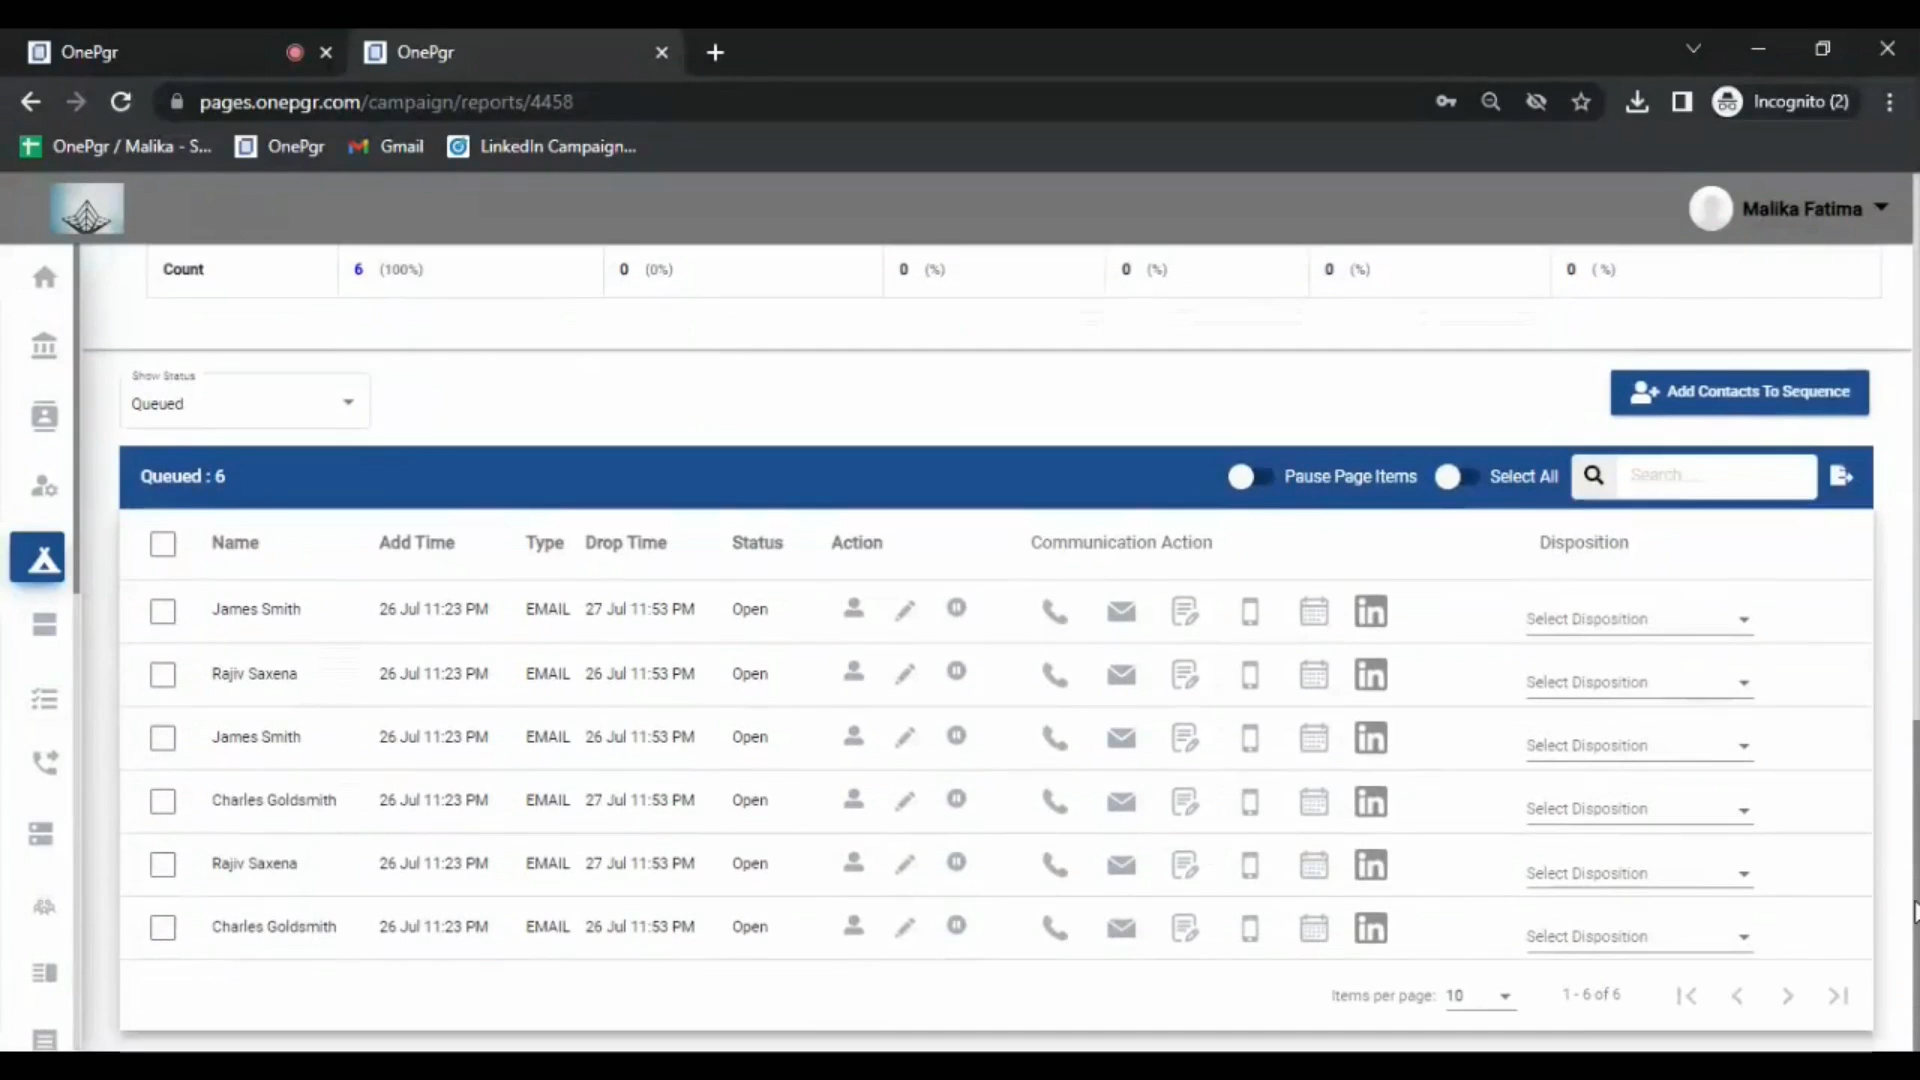 OnePgr
OnePgr
pages.onepgr.com/campaign/reports/4458
Incognito (2)
OnePgr / Malika - S...
OnePgr
Gmail
LinkedIn Campaign...
Malika Fatima
Count 6 (100%) 0 (0%) 0 (%) 0 (%) 0 (%) 0 ( %)
Show Status
Queued
Add Contacts To Sequence
Queued : 6 Pause Page Items Select All Search.....
Name Add Time Type Drop Time Status Action Communication Action Disposition
James Smith 26 Jul 11:23 PM EMAIL 27 Jul 11:53 PM Open Select Disposition
Rajiv Saxena 26 Jul 11:23 PM EMAIL 26 Jul 11:53 PM Open Select Disposition
James Smith 26 Jul 11:23 PM EMAIL 26 Jul 11:53 PM Open Select Disposition
Charles Goldsmith 26 Jul 11:23 PM EMAIL 27 Jul 11:53 PM Open Select Disposition
Rajiv Saxena 26 Jul 11:23 PM EMAIL 27 Jul 11:53 PM Open Select Disposition
Charles Goldsmith 26 Jul 11:23 PM EMAIL 26 Jul 11:53 PM Open Select Disposition
Items per page: 10 1 - 6 of 6